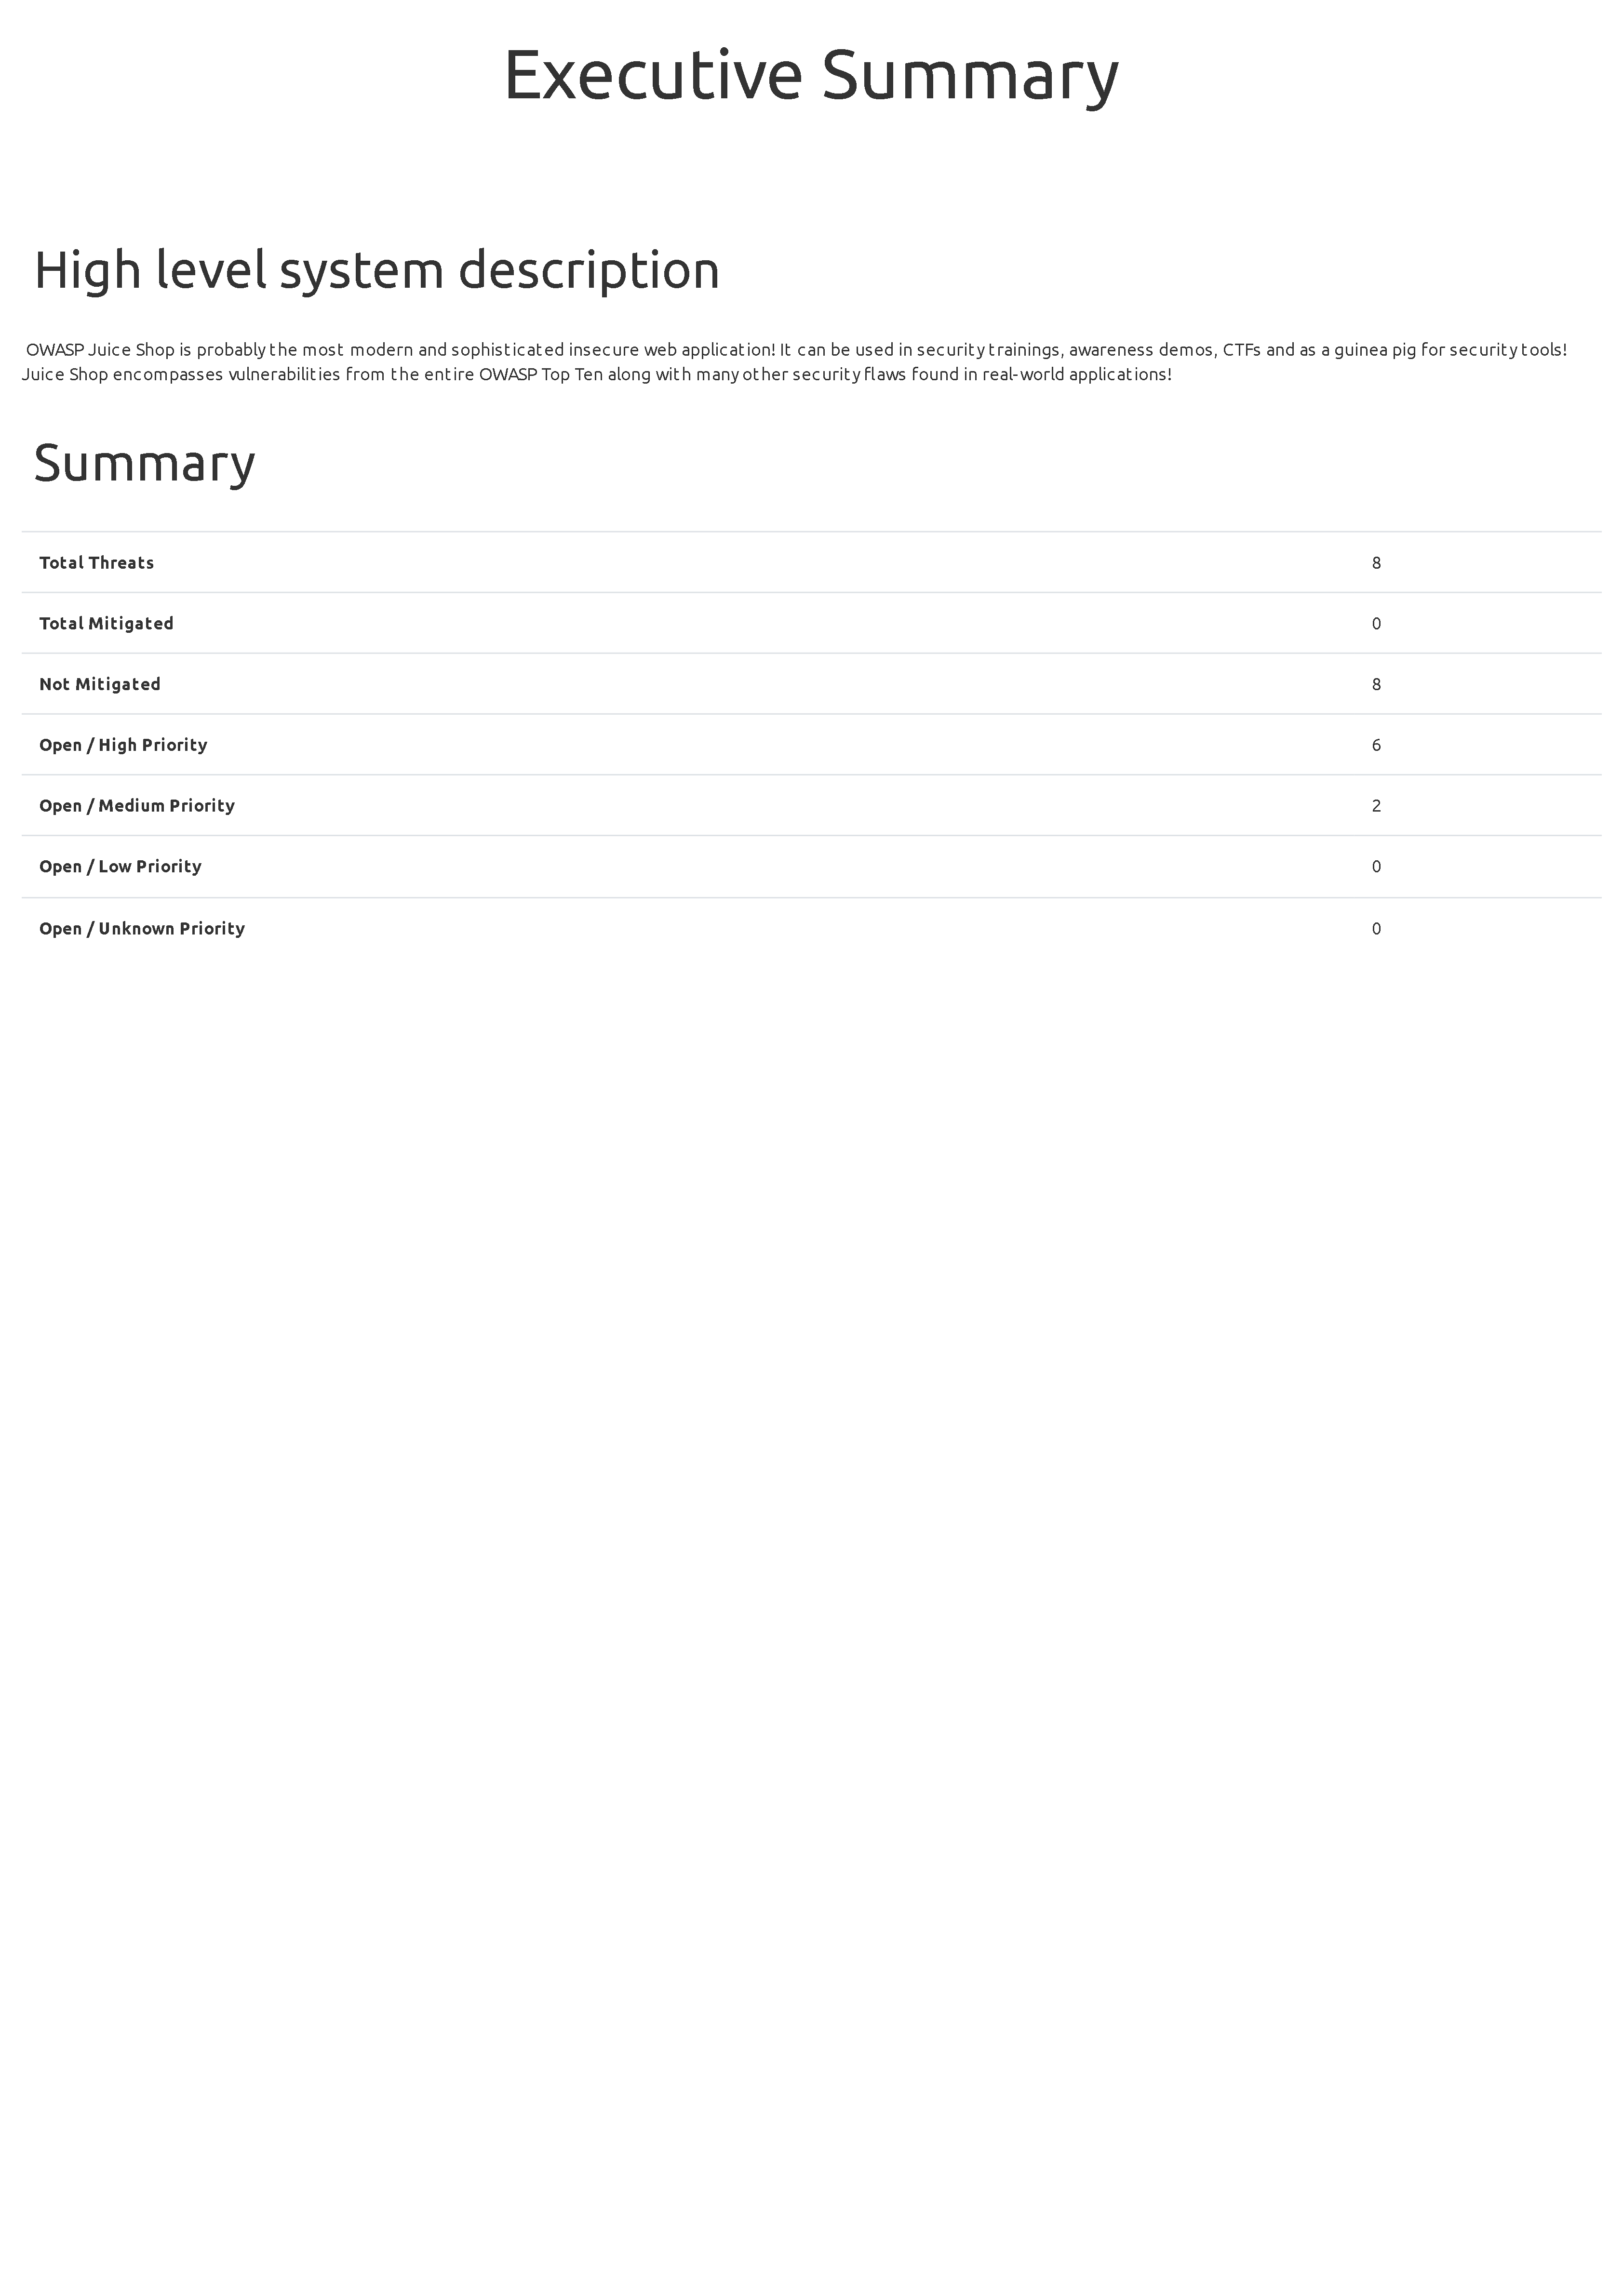 Executive Summary
High level system description
OWASP Juice Shop is probably the most modern and sophisticated insecure web application! It can be used in security trainings, awareness demos, CTFs and as a guinea pig for security tools!
Juice Shop encompasses vulnerabilities from the entire OWASP Top Ten along with many other security flaws found in real-world applications!
Summary
Total Threats 8
Total Mitigated 0
Not Mitigated 8
Open / High Priority 6
Open / Medium Priority 2
Open / Low Priority 0
Open / Unknown Priority 0